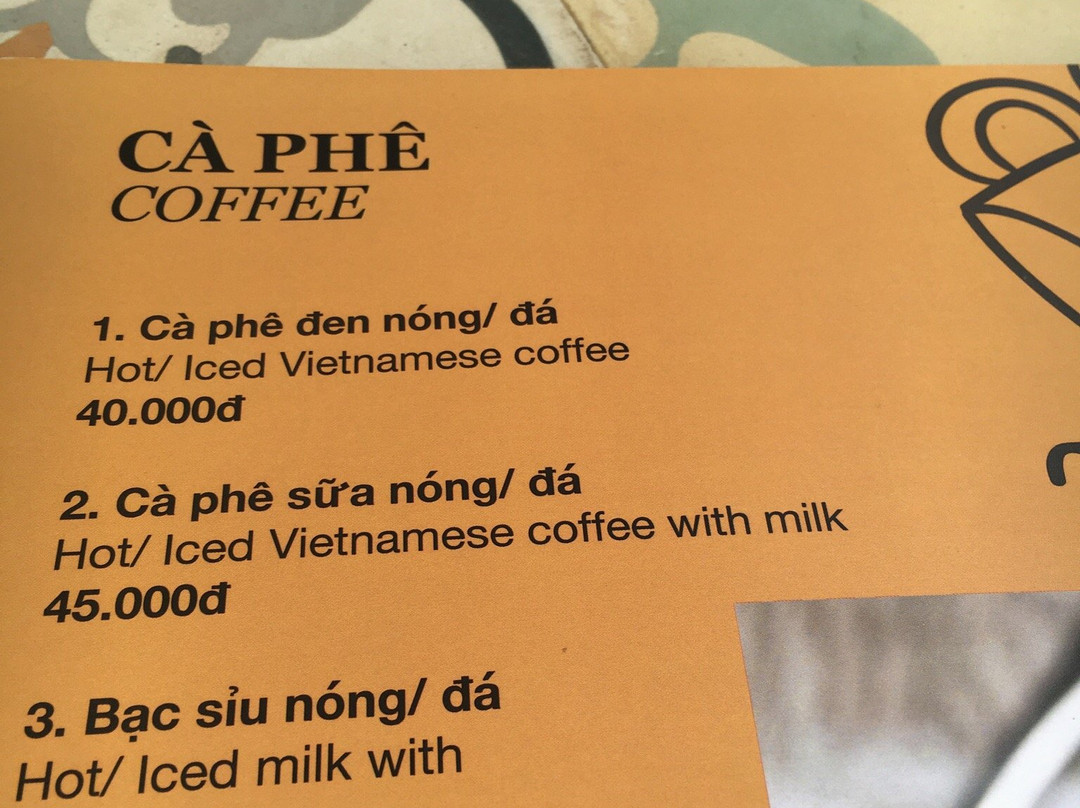 CÀ PHÊ
COFFEE
1. Cà phê đen nóng/ đá
Hot/ Iced Vietnamese coffee
40.000đ
2. Cà phê sữa nóng/ đá
Hot/ Iced Vietnamese coffee with milk
45.000đ
3. Bạc sỉu nóng/ đá
Hot/ Iced milk with